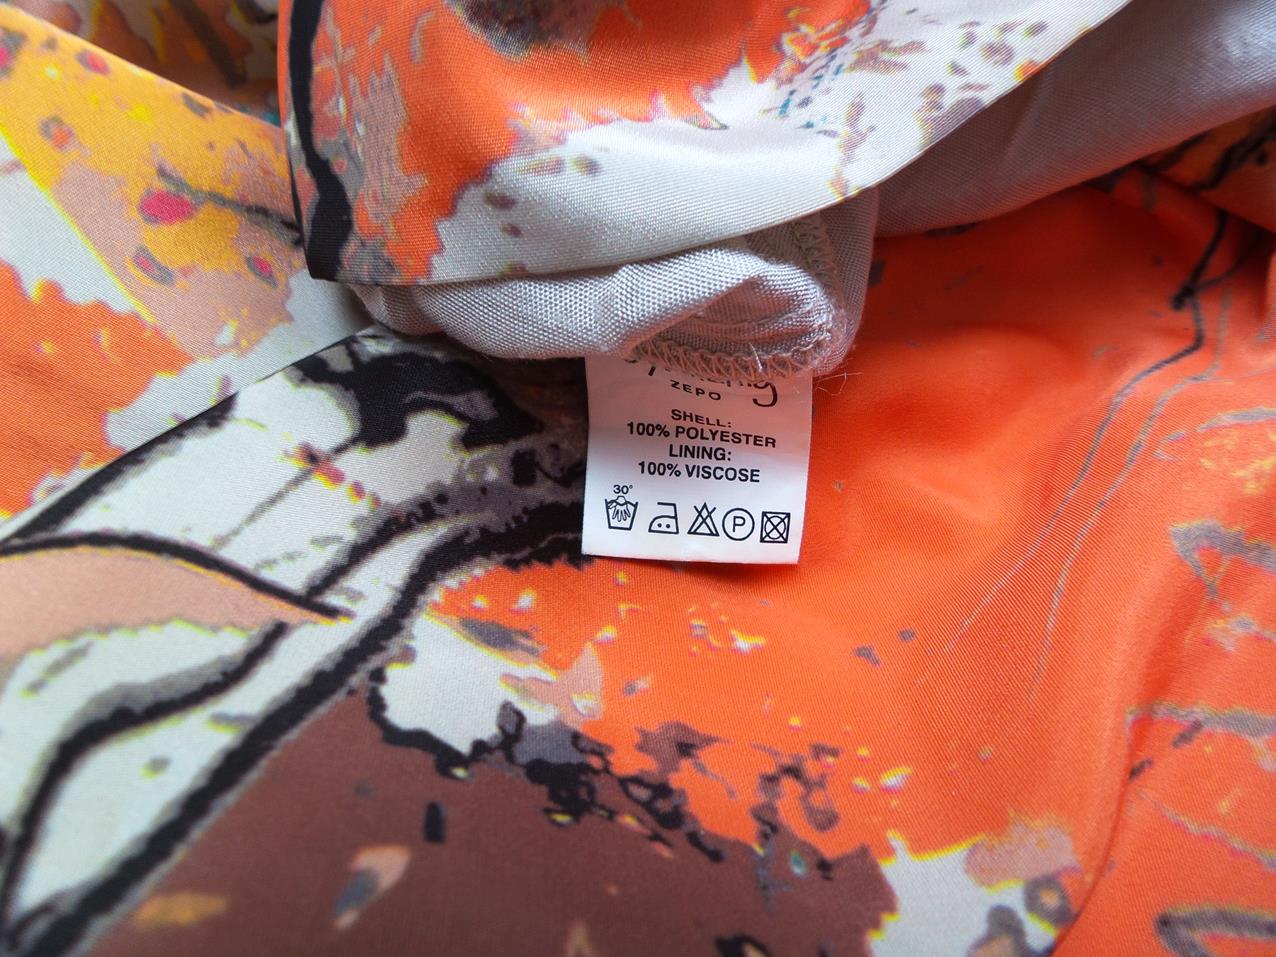 ZEPO
SHELL:
100% POLYESTER
LINING:
100% VISCOSE
30°
P